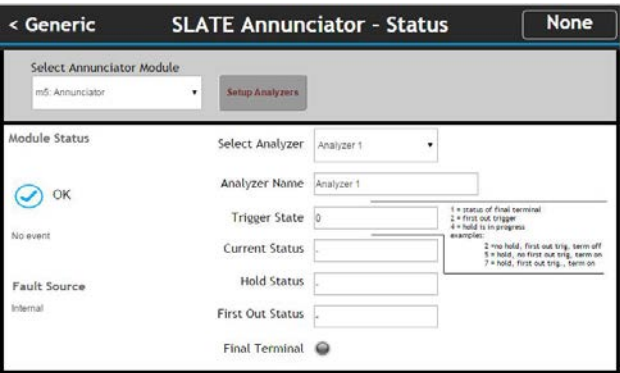 < Generic
SLATE Annunciator - Status
None
Select Annunciator Module
m5: Annunciator
Setup Analyzers
Module Status
OK
No event
Fault Source
Internal
Select Analyzer
Analyzer 1
Analyzer Name
Analyzer 1
Trigger State
0
Current Status
-
Hold Status
-
First Out Status
-
Final Terminal
1 = status of final terminal
2 = first out trigger
4 = hold is in progress
examples:
2 =no hold, first out trig, term off
5 = hold, no first out trig, term on
7 = hold, first out trig., term on